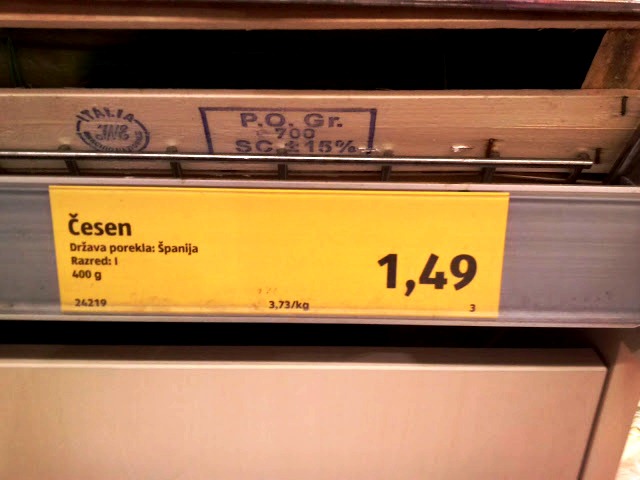 ITALIA
P.O. Gr.
700
SC. ±15%
Česen
Država porekla: Španija
Razred: I
400 g
1,49
24219
3,73/kg
3